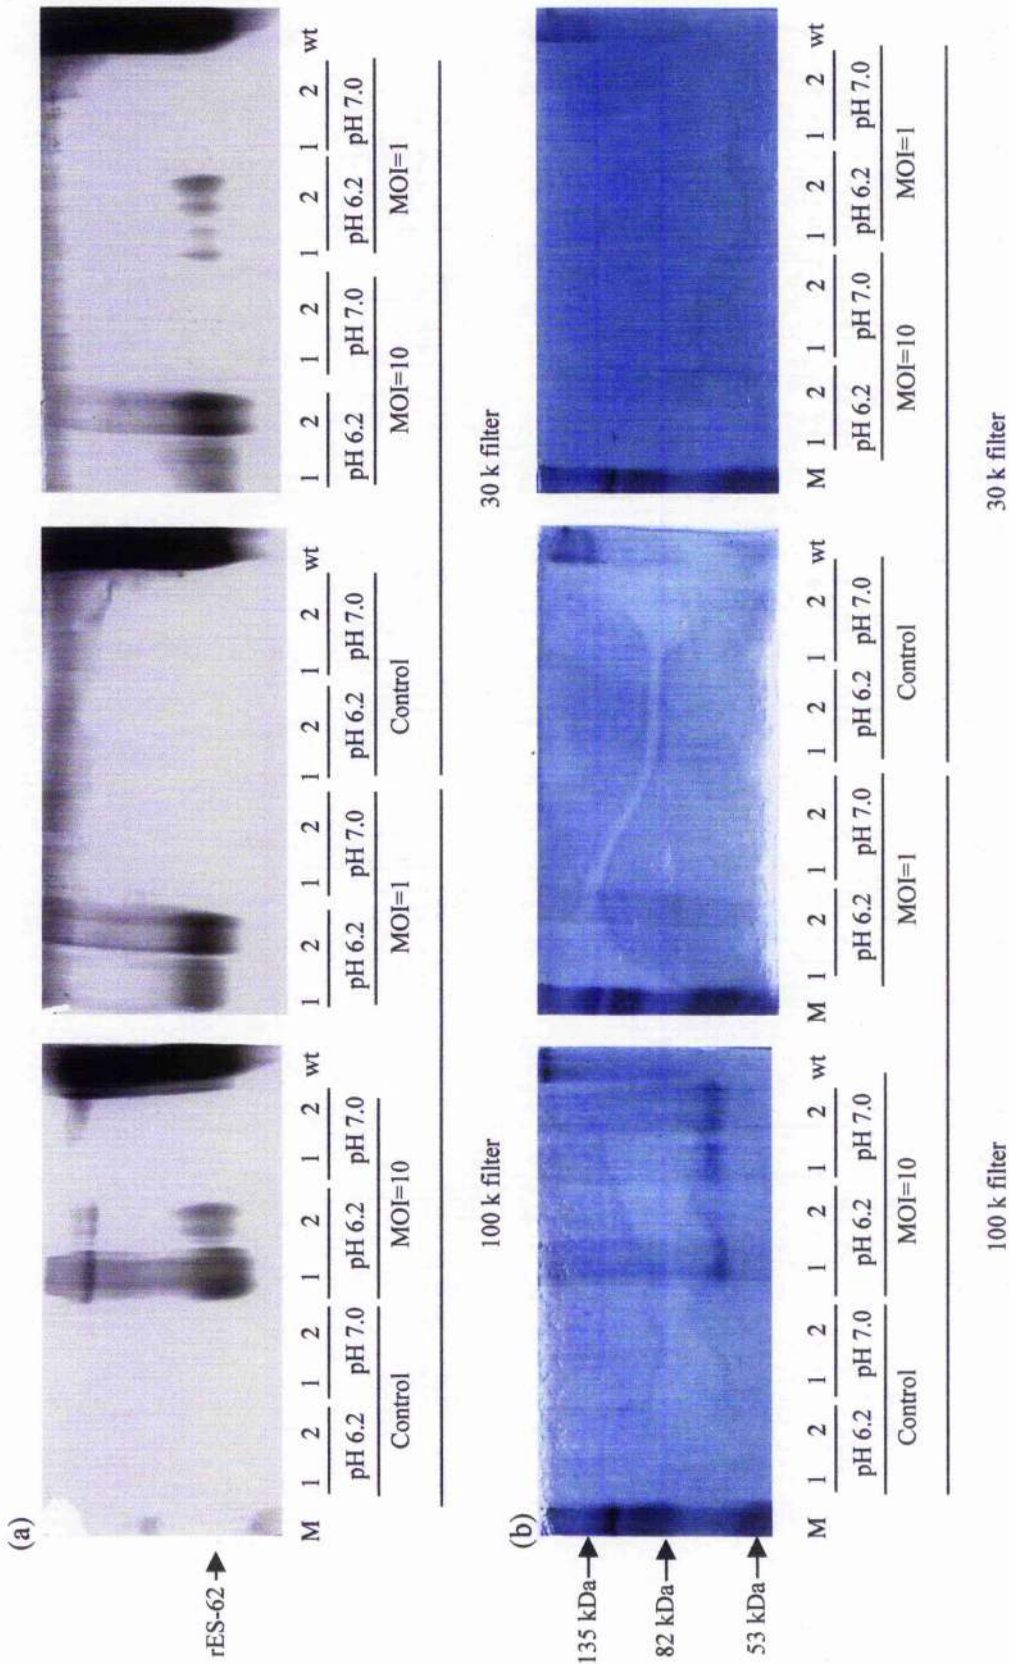 (a)
rES-62
M 1 2 1 2 1 2 1 2 wt 1 2 1 2 1 2 1 2 wt 1 2 1 2 1 2 1 2 wt
pH 6.2 pH 7.0 pH 6.2 pH 7.0 pH 6.2 pH 7.0 pH 6.2 pH 7.0 pH 6.2 pH 7.0 pH 6.2 pH 7.0
Control MOI=10 MOI=1 Control MOI=10 MOI=1
100 k filter 30 k filter
(b)
135 kDa
82 kDa
53 kDa
M 1 2 1 2 1 2 1 2 wt M 1 2 1 2 1 2 1 2 wt M 1 2 1 2 1 2 1 2 wt
pH 6.2 pH 7.0 pH 6.2 pH 7.0 pH 6.2 pH 7.0 pH 6.2 pH 7.0 pH 6.2 pH 7.0 pH 6.2 pH 7.0
Control MOI=10 MOI=1 Control MOI=10 MOI=1
100 k filter 30 k filter